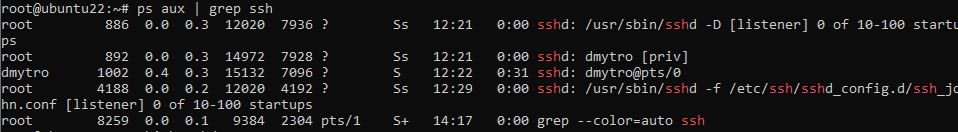 root@ubuntu22:~# ps aux | grep ssh
root         886  0.0  0.3  12020  7936 ?        Ss   12:21   0:00 sshd: /usr/sbin/sshd -D [listener] 0 of 10-100 startu
ps
root         892  0.0  0.3  14972  7928 ?        Ss   12:21   0:00 sshd: dmytro [priv]
dmytro      1002  0.4  0.3  15132  7096 ?        S    12:22   0:31 sshd: dmytro@pts/0
root        4188  0.0  0.2  12020  4192 ?        Ss   12:29   0:00 sshd: /usr/sbin/sshd -f /etc/ssh/sshd_config.d/ssh_jo
hn.conf [listener] 0 of 10-100 startups
root        8259  0.0  0.1   9384  2304 pts/1    S+   14:17   0:00 grep --color=auto ssh